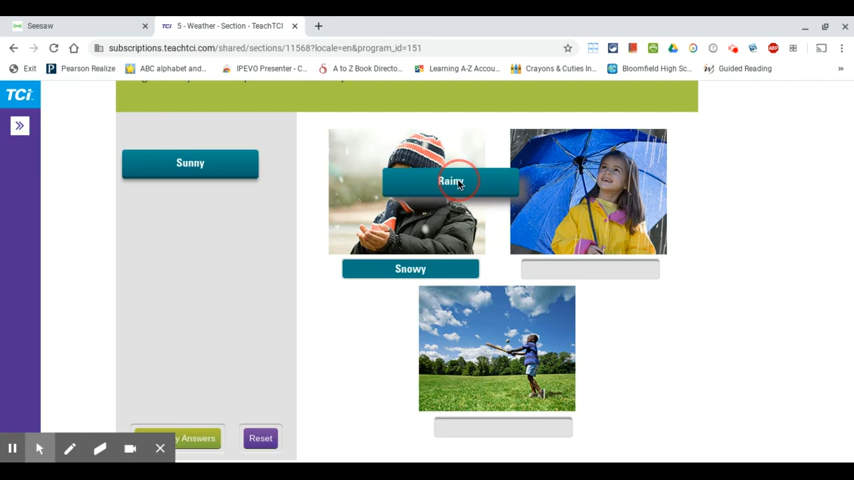 Seesaw
TCi 5 - Weather - Section - TeachTCI
subscriptions.teachtci.com/shared/sections/11568?locale=en&program_id=151
ABP
Exit
Pearson Realize
ABC alphabet and...
IPEVO Presenter - C...
A to Z Book Directo...
Learning A-Z Accou...
Crayons & Cuties In...
Bloomfield High Sc...
Guided Reading
»
TCi
»
Sunny
Rainy
Snowy
y Answers
Reset